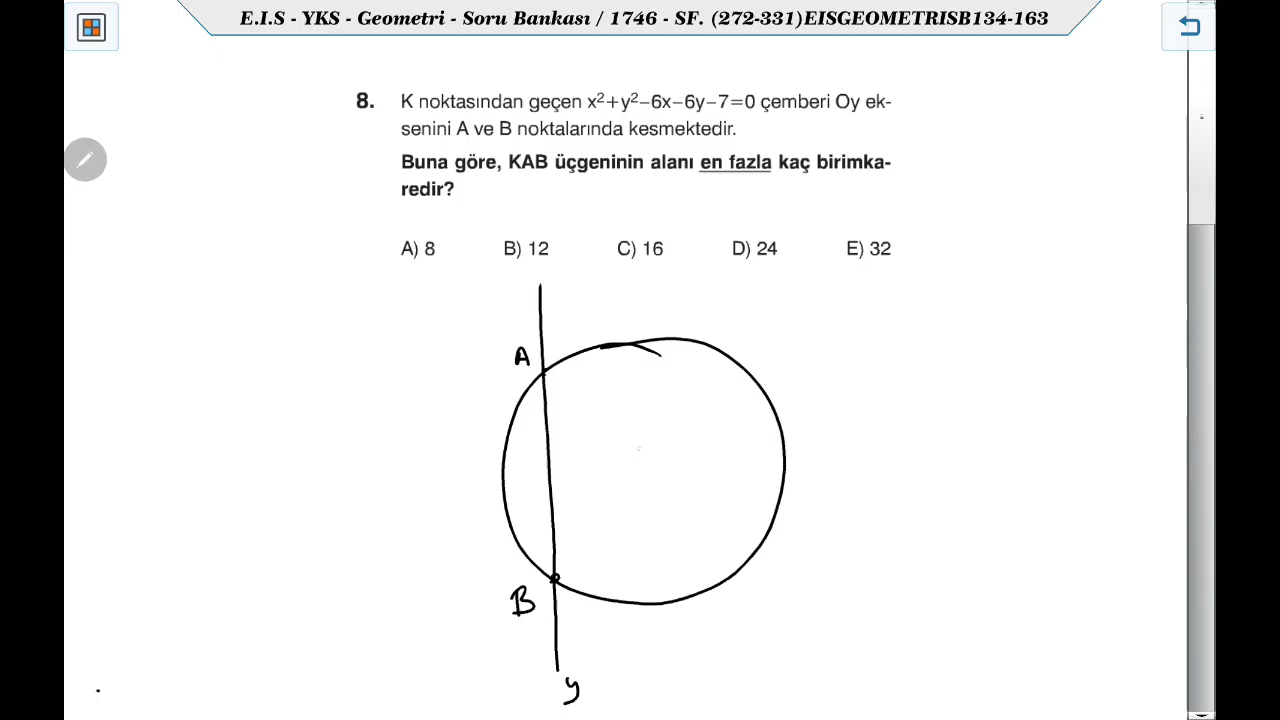 E.I.S - YKS - Geometri - Soru Bankası / 1746 - SF. (272-331)EISGEOMETRISB134-163
8. K noktasından geçen x²+y²–6x–6y–7=0 çemberi Oy ek-
senini A ve B noktalarında kesmektedir.
Buna göre, KAB üçgeninin alanı en fazla kaç birimka-
redir?
A) 8 B) 12 C) 16 D) 24 E) 32
A
B
y